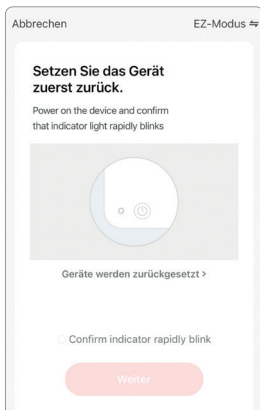 Abbrechen EZ-Modus ⇋
Setzen Sie das Gerät
zuerst zurück.
Power on the device and confirm
that indicator light rapidly blinks
Geräte werden zurückgesetzt >
Confirm indicator rapidly blink
Weiter